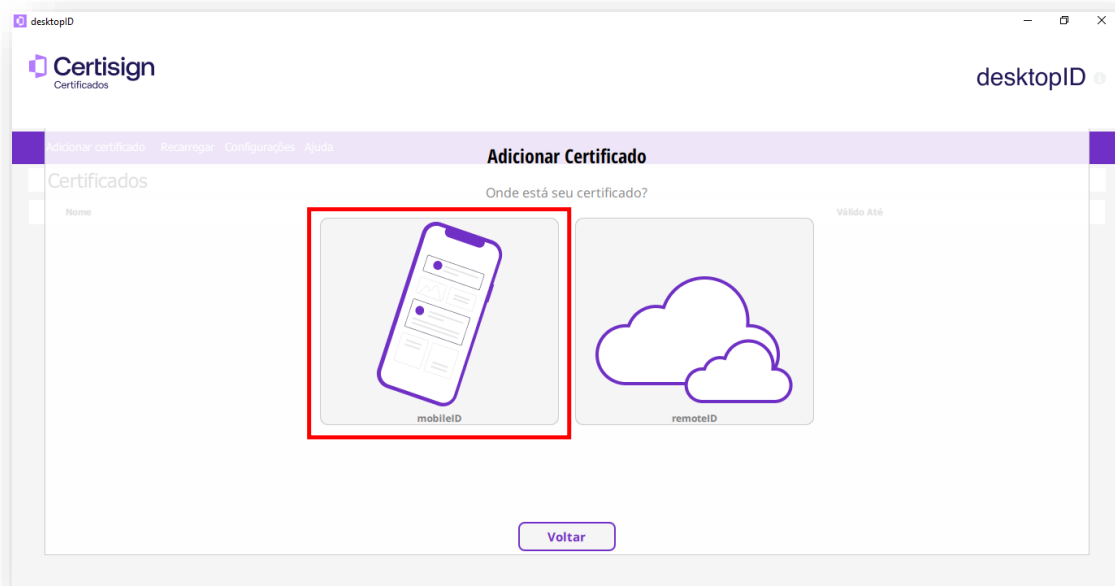 desktopID
Certisign
Certificados
desktopID
Adicionar certificado Recarregar Configurações Ajuda
Adicionar Certificado
Certificados
Onde está seu certificado?
Nome
Válido Até
mobileID
remoteID
Voltar